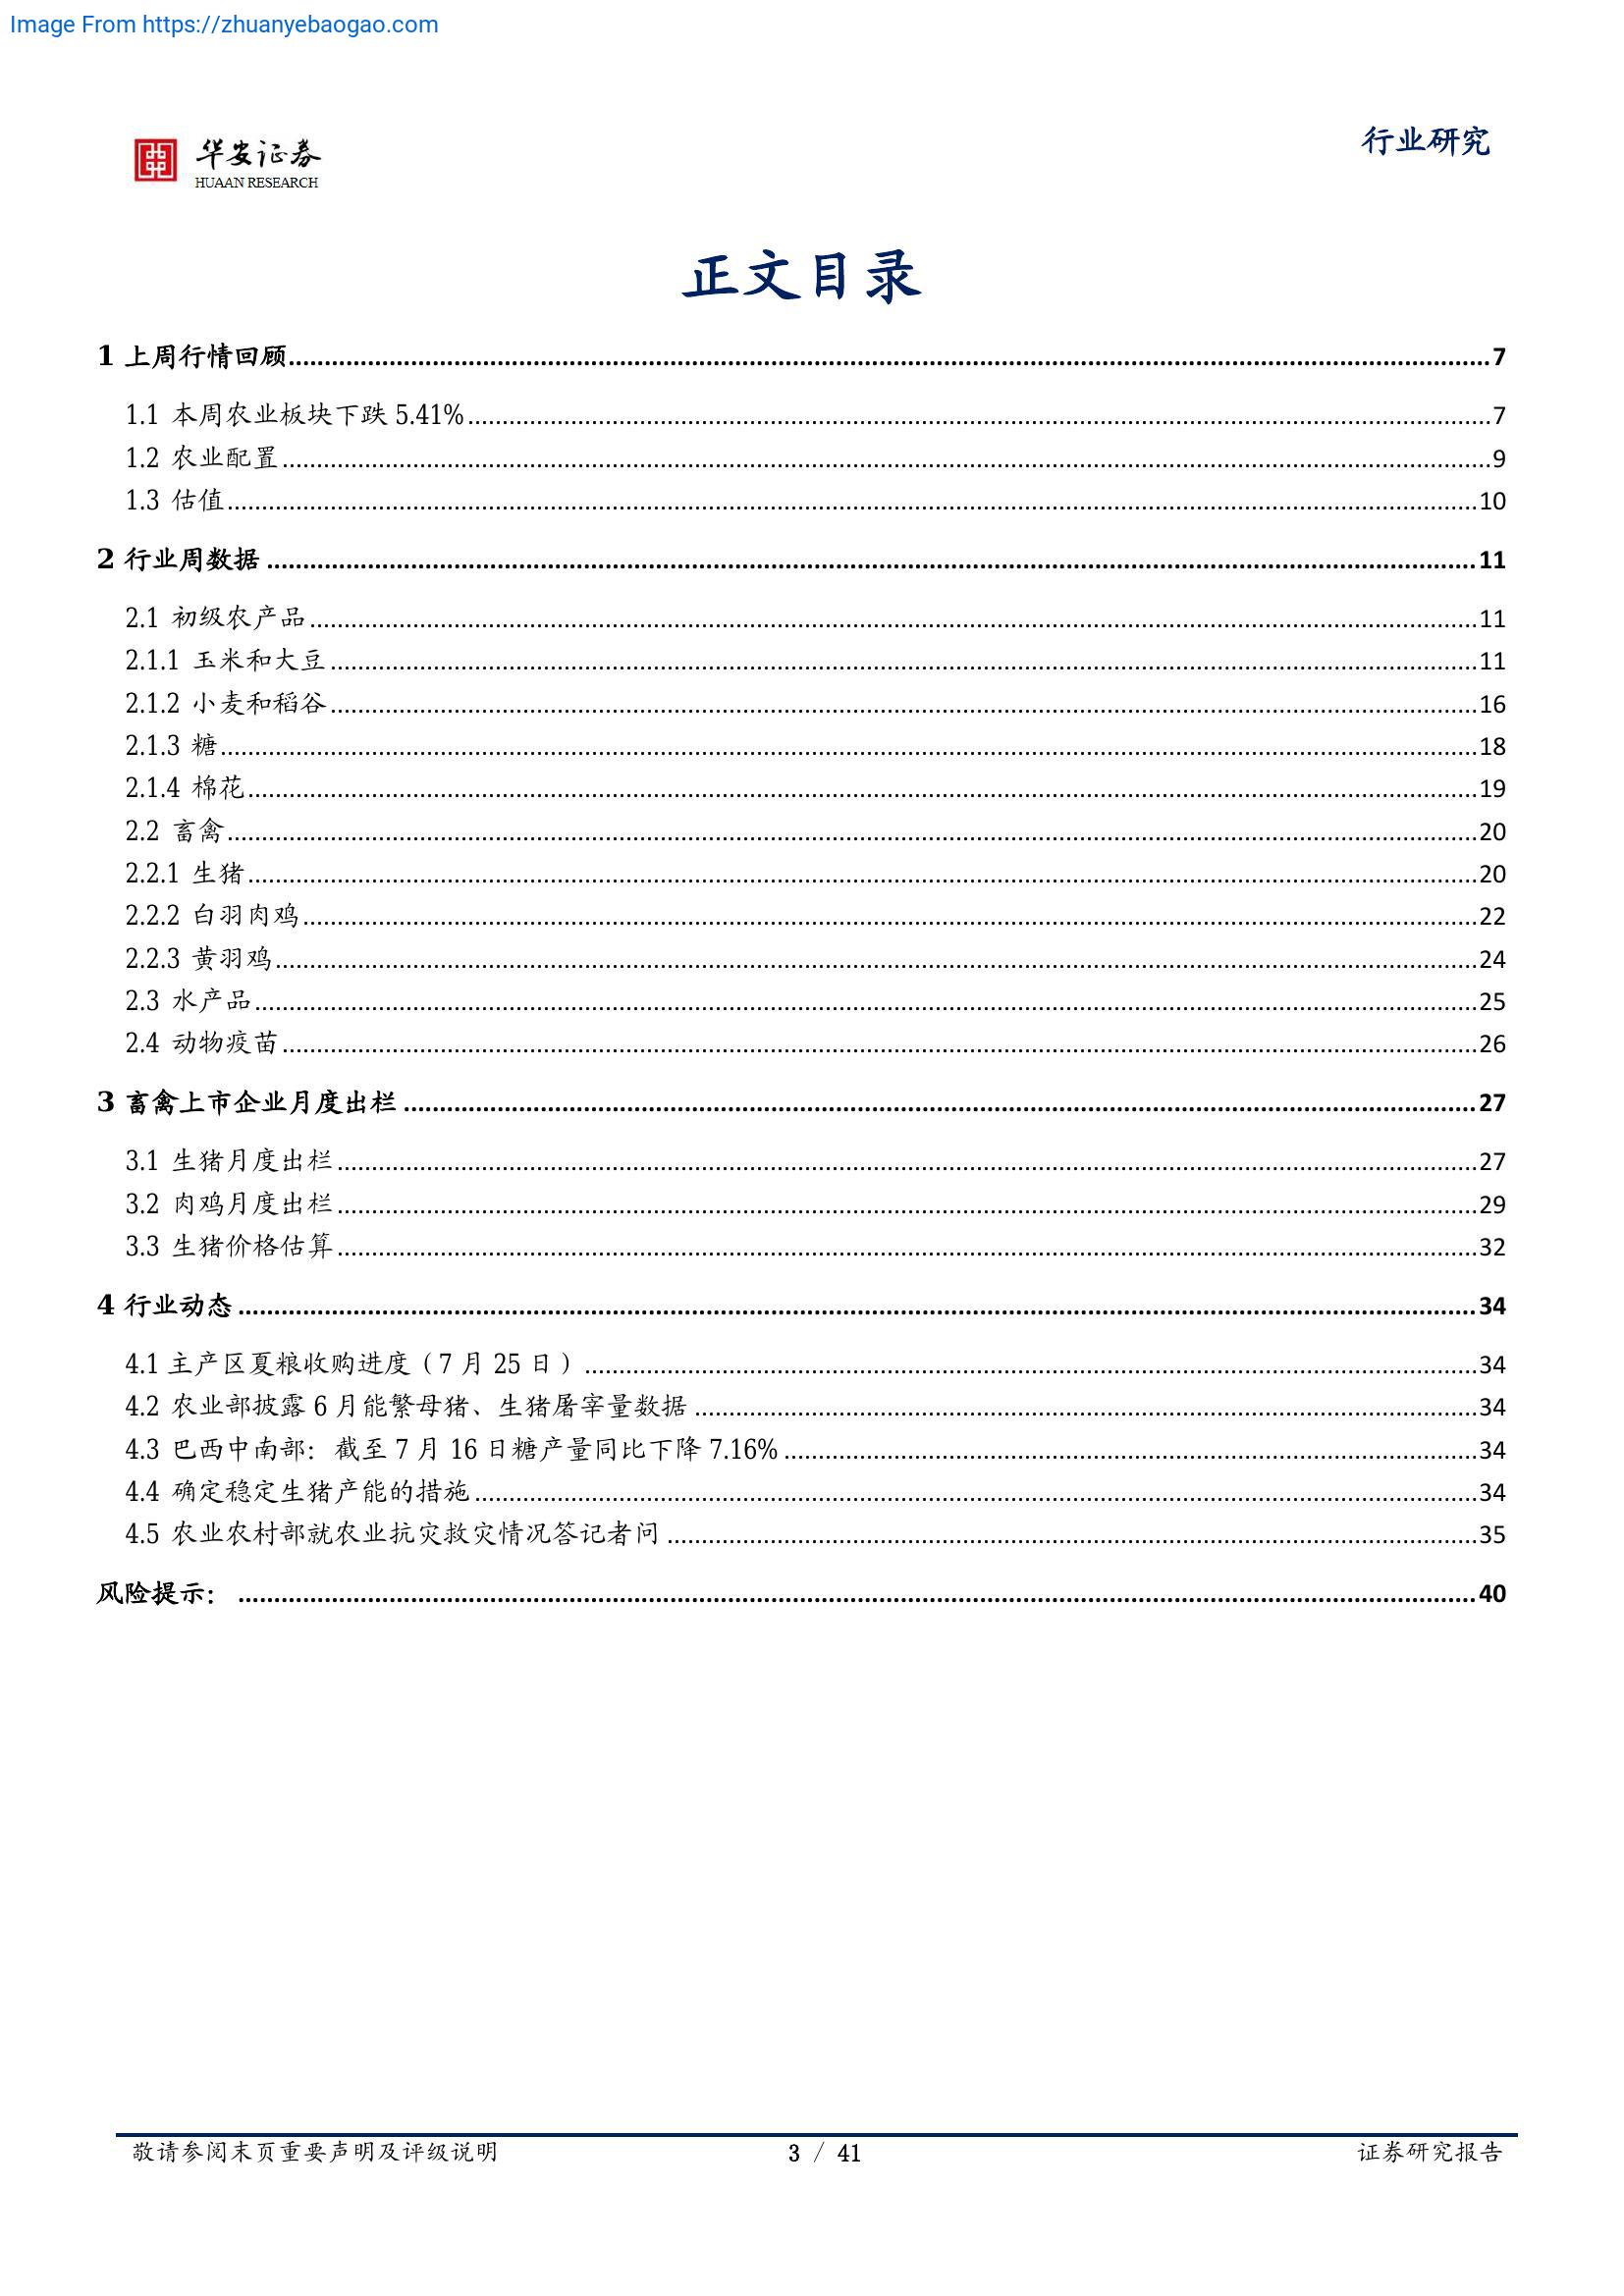 Image From https://zhuanyebaogao.com
华安证券
HUAAN RESEARCH
行业研究
正文目录
1 上周行情回顾 7
1.1 本周农业板块下跌 5.41% 7
1.2 农业配置 9
1.3 估值 10
2 行业周数据 11
2.1 初级农产品 11
2.1.1 玉米和大豆 11
2.1.2 小麦和稻谷 16
2.1.3 糖 18
2.1.4 棉花 19
2.2 畜禽 20
2.2.1 生猪 20
2.2.2 白羽肉鸡 22
2.2.3 黄羽鸡 24
2.3 水产品 25
2.4 动物疫苗 26
3 畜禽上市企业月度出栏 27
3.1 生猪月度出栏 27
3.2 肉鸡月度出栏 29
3.3 生猪价格估算 32
4 行业动态 34
4.1 主产区夏粮收购进度（7 月 25 日） 34
4.2 农业部披露 6 月能繁母猪、生猪屠宰量数据 34
4.3 巴西中南部：截至 7 月 16 日糖产量同比下降 7.16% 34
4.4 确定稳定生猪产能的措施 34
4.5 农业农村部就农业抗灾救灾情况答记者问 35
风险提示： 40
敬请参阅末页重要声明及评级说明 3 / 41 证券研究报告